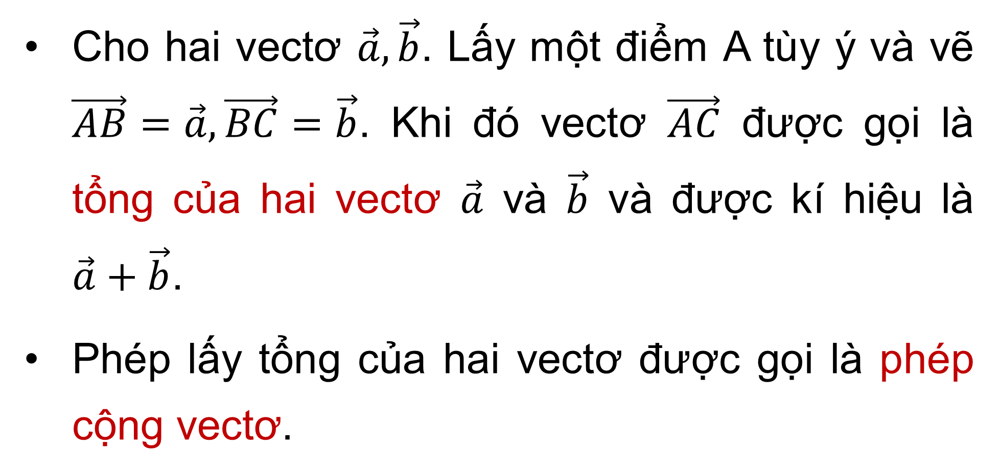 • Cho hai vectơ $\vec{a}, \vec{b}$. Lấy một điểm A tùy ý và vẽ
$\overrightarrow{AB} = \vec{a}, \overrightarrow{BC} = \vec{b}$. Khi đó vectơ $\overrightarrow{AC}$ được gọi là
tổng của hai vectơ $\vec{a}$ và $\vec{b}$ và được kí hiệu là
$\vec{a} + \vec{b}$.
• Phép lấy tổng của hai vectơ được gọi là phép
cộng vectơ.